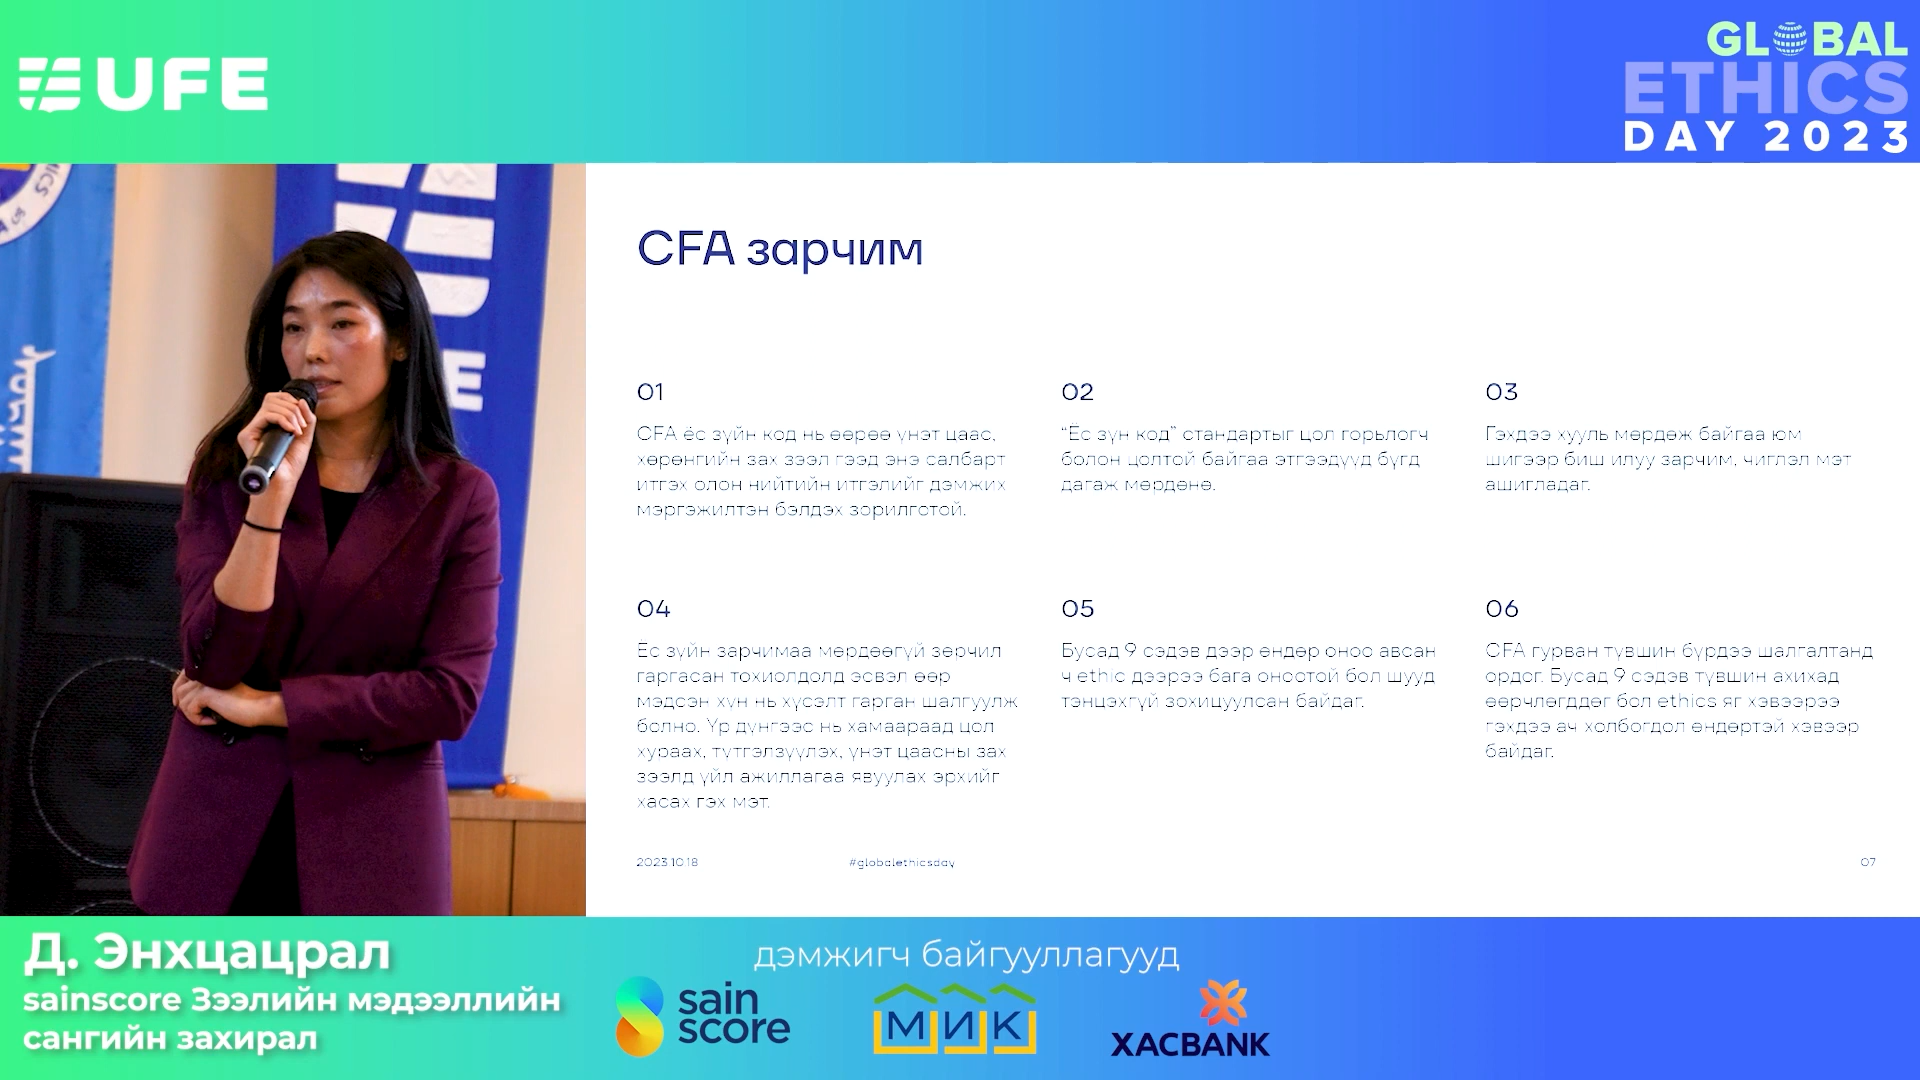 UFE
GLOBAL
ETHICS
DAY 2023
CFA зарчим
01
CFA ёс зүйн код нь өөрөө үнэт цаас,
хөрөнгийн зах зээл гээд энэ салбарт
итгэх олон нийтийн итгэлийг дэмжих
мэргэжилтэн бэлдэх зорилготой.
02
“Ёс зүн код” стандартыг цол горьлогч
болон цолтой байгаа этгээдүүд бүгд
дагаж мөрдөнө.
03
Гэхдээ хууль мөрдөж байгаа юм
шигээр биш илүү зарчим, чиглэл мэт
ашигладаг.
04
Ёс зүйн зарчимаа мөрдөөгүй зөрчил
гаргасан тохиолдолд эсвэл өөр
мэдсэн хүн нь хүсэлт гарган шалгуулж
болно. Үр дүнгээс нь хамаараад цол
хураах, түтгэлзүүлэх, үнэт цаасны зах
зээлд үйл ажиллагаа явуулах эрхийг
хасах гэх мэт.
05
Бусад 9 сэдэв дээр өндөр оноо авсан
ч ethic дээрээ бага оноотой бол шууд
тэнцэхгүй зохицуулсан байдаг.
06
CFA гурван түвшин бүрдээ шалгалтанд
ордог. Бусад 9 сэдэв түвшин ахихад
өөрчлөгддөг бол ethics яг хэвээрээ
гэхдээ ач холбогдол өндөртэй хэвээр
байдаг.
2023.10.18
#globalethicsday
07
Д. Энхцацрал
sainscore Зээлийн мэдээллийн
сангийн захирал
дэмжигч байгууллагууд
sain
score
МИК
XACBANK